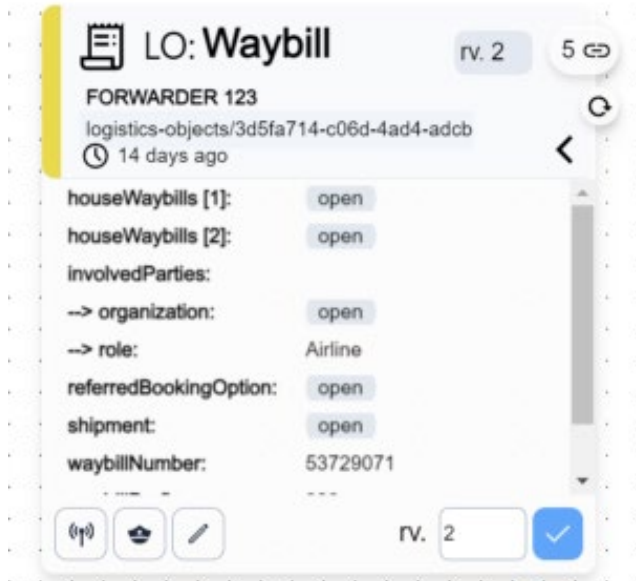 LO: Waybill rv. 2 5
FORWARDER 123
logistics-objects/3d5fa714-c06d-4ad4-adcb
14 days ago
houseWaybills [1]: open
houseWaybills [2]: open
involvedParties:
--> organization: open
--> role: Airline
referredBookingOption: open
shipment: open
waybillNumber: 53729071
rv. 2